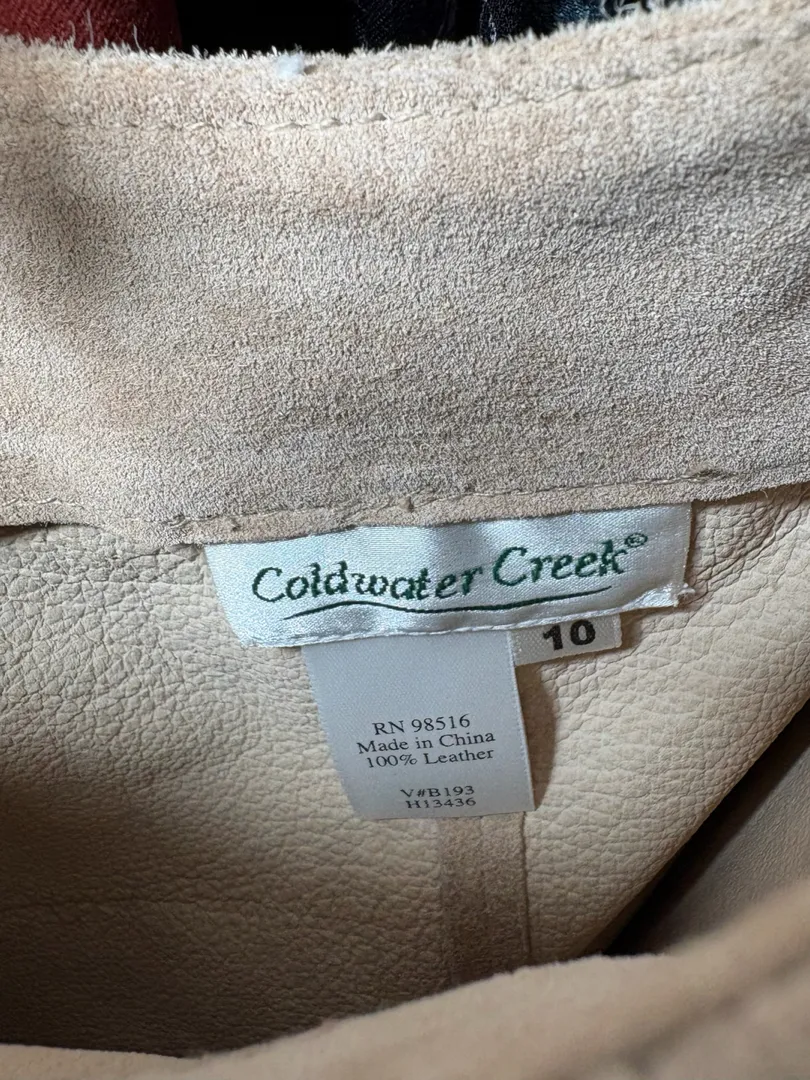 Coldwater Creek®
10
RN 98516
Made in China
100% Leather
V#B193
H13436